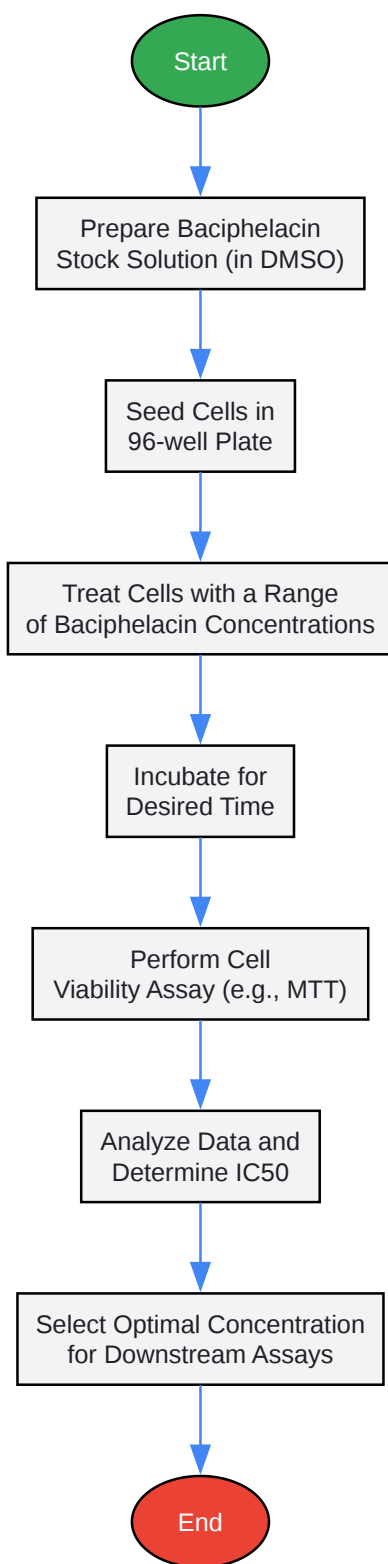 Start
Prepare Baciphelacin
Stock Solution (in DMSO)
Seed Cells in
96-well Plate
Treat Cells with a Range
of Baciphelacin Concentrations
Incubate for
Desired Time
Perform Cell
Viability Assay (e.g., MTT)
Analyze Data and
Determine IC50
Select Optimal Concentration
for Downstream Assays
End